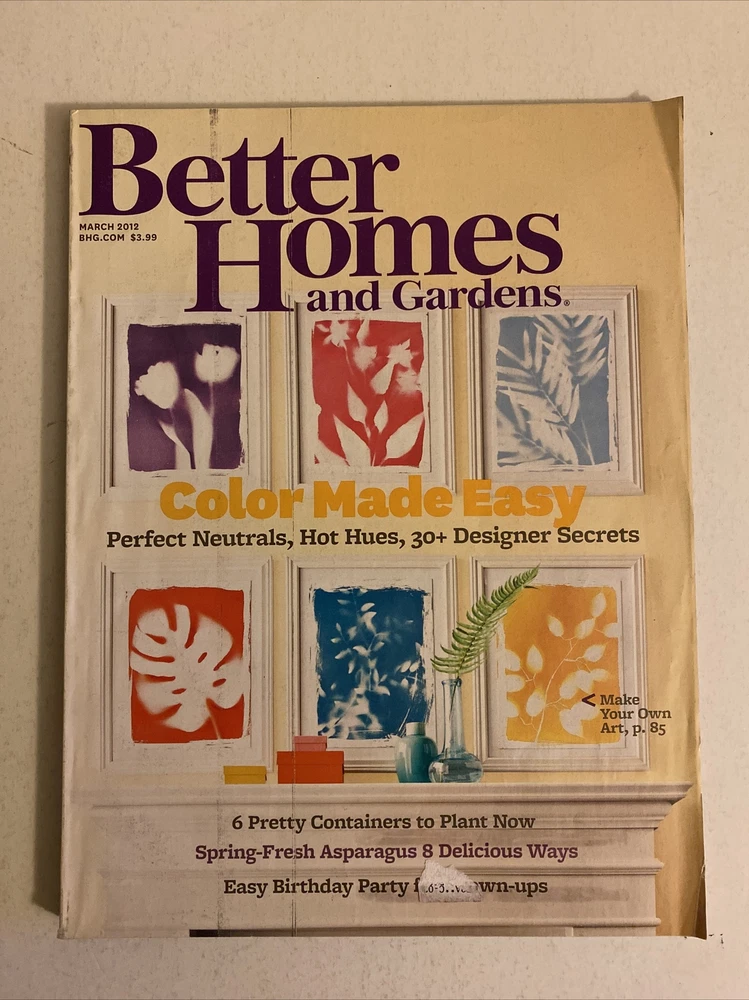 Better
Homes
and Gardens®
MARCH 2012
BHG.COM $3.99
Color Made Easy
Perfect Neutrals, Hot Hues, 30+ Designer Secrets
< Make
Your Own
Art, p. 85
6 Pretty Containers to Plant Now
Spring-Fresh Asparagus 8 Delicious Ways
Easy Birthday Party own-ups